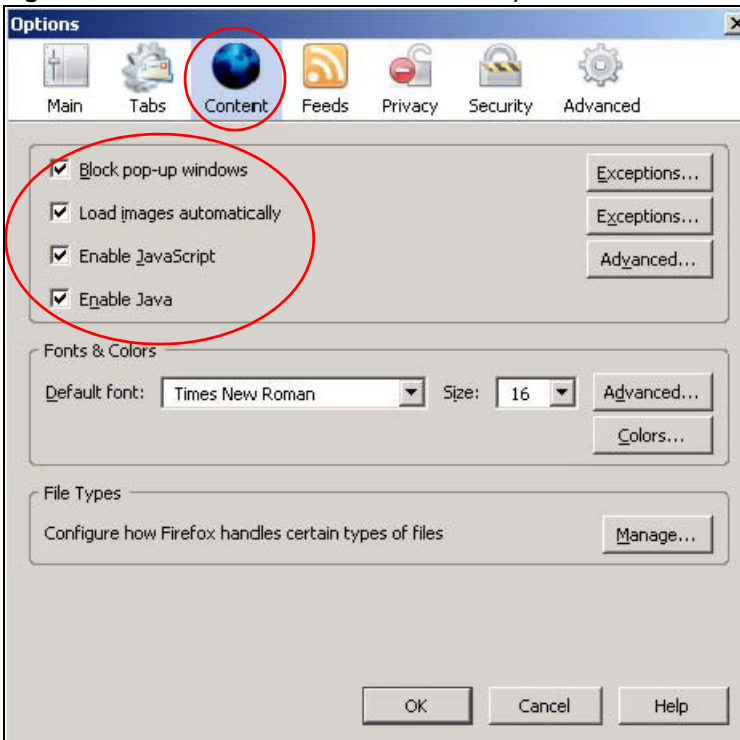 Options
Main Tabs Content Feeds Privacy Security Advanced
Block pop-up windows Exceptions...
Load images automatically Exceptions...
Enable JavaScript Advanced...
Enable Java
Fonts & Colors
Default font: Times New Roman Size: 16 Advanced...
Colors...
File Types
Configure how Firefox handles certain types of files Manage...
OK Cancel Help